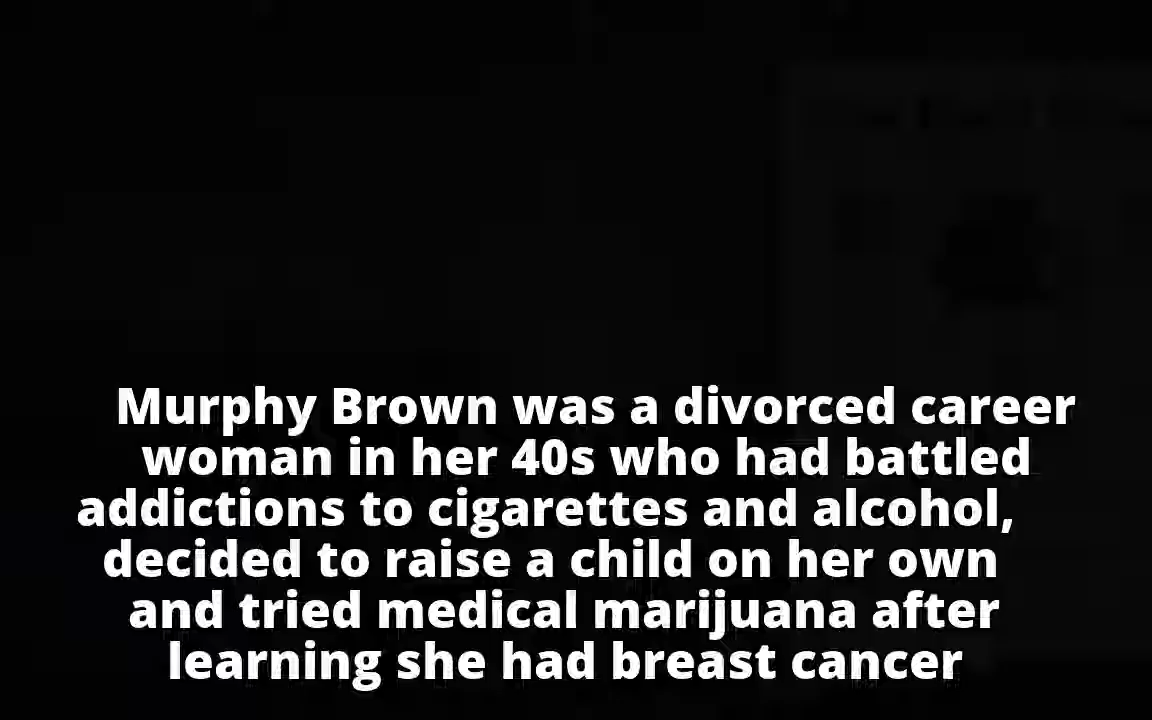 Murphy Brown was a divorced career
woman in her 40s who had battled
addictions to cigarettes and alcohol,
decided to raise a child on her own
and tried medical marijuana after
learning she had breast cancer